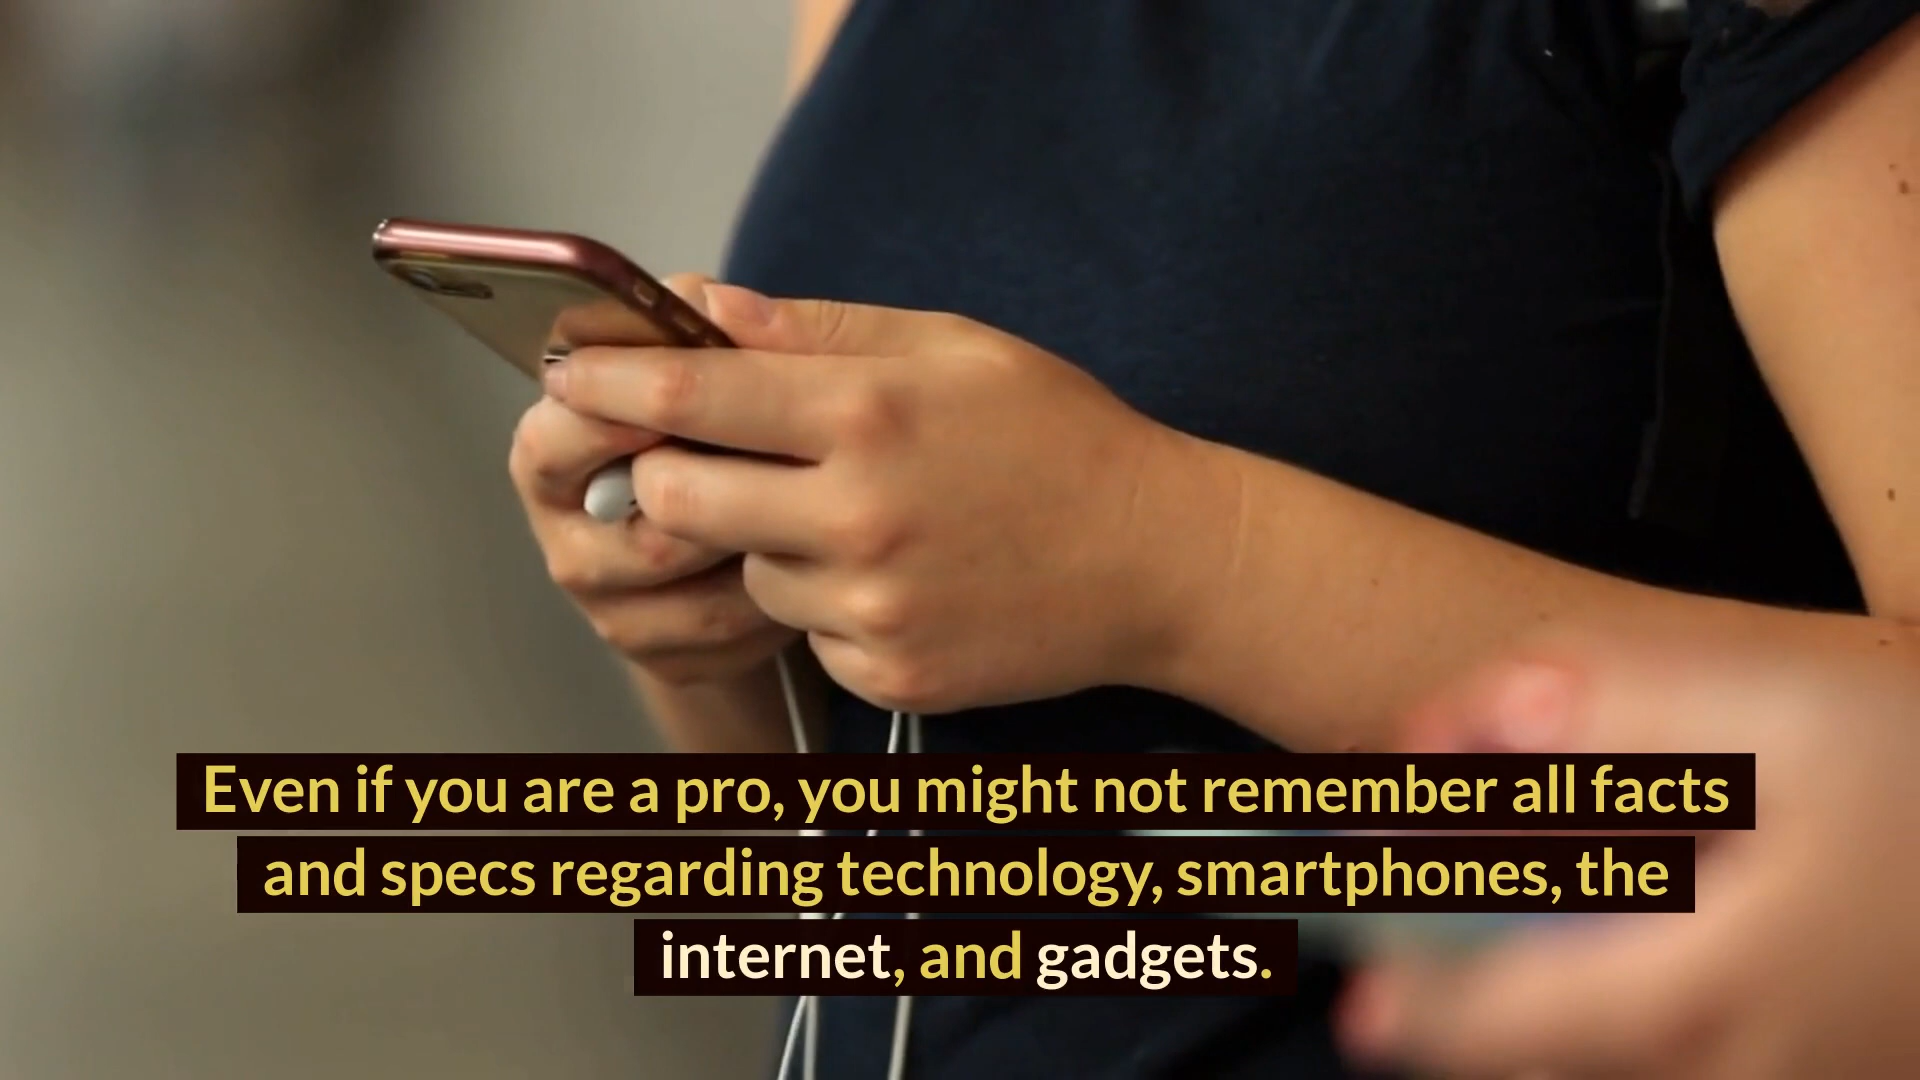 Even if you are a pro, you might not remember all facts
and specs regarding technology, smartphones, the
internet, and gadgets.